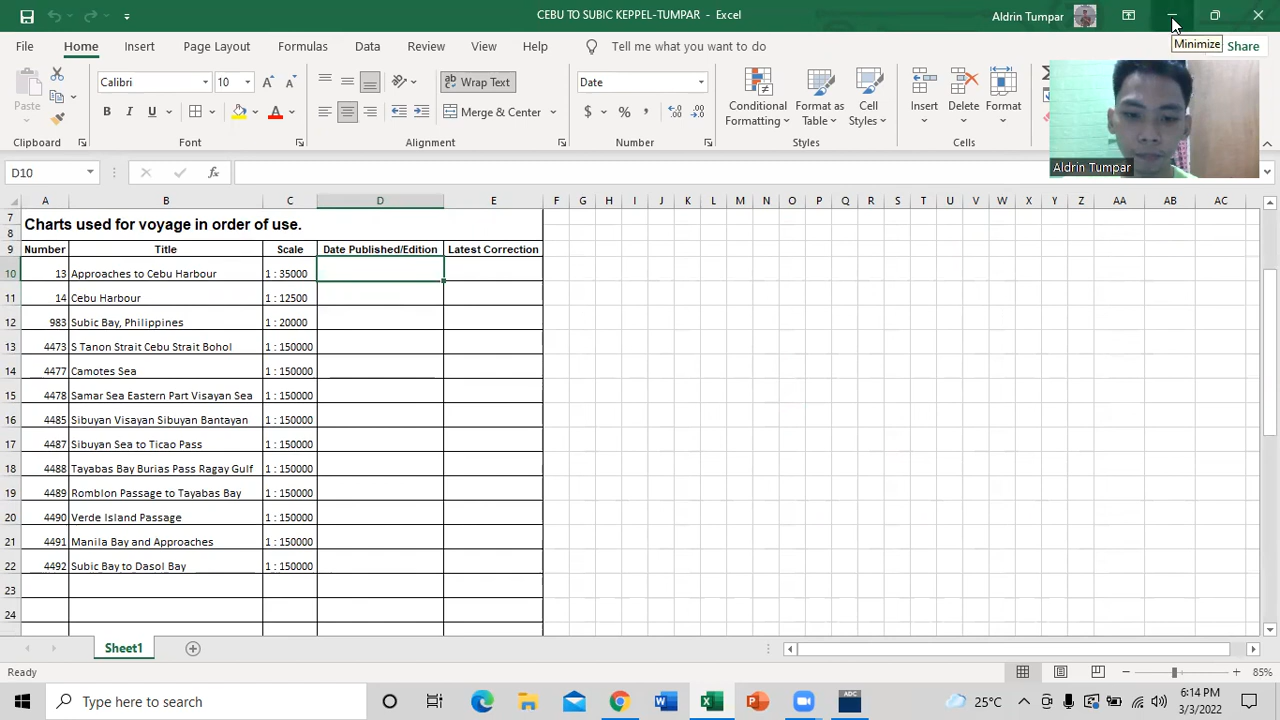 CEBU TO SUBIC KEPPEL-TUMPAR - Excel
Aldrin Tumpar
Minimize
File Home Insert Page Layout Formulas Data Review View Help Tell me what you want to do Share
Paste
Calibri 10
B I U
Wrap Text
Merge & Center
Date
$ % ,
Conditional Formatting
Format as Table
Cell Styles
Insert Delete Format
Clipboard Font Alignment Number Styles Cells
Aldrin Tumpar
D10
A B C D E F G H I J K L M N O P Q R S T U V W X Y Z AA AB AC
7
8 Charts used for voyage in order of use.
9 Number Title Scale Date Published/Edition Latest Correction
10 13 Approaches to Cebu Harbour 1 : 35000
11 14 Cebu Harbour 1 : 12500
12 983 Subic Bay, Philippines 1 : 20000
13 4473 S Tanon Strait Cebu Strait Bohol 1 : 150000
14 4477 Camotes Sea 1 : 150000
15 4478 Samar Sea Eastern Part Visayan Sea 1 : 150000
16 4485 Sibuyan Visayan Sibuyan Bantayan 1 : 150000
17 4487 Sibuyan Sea to Ticao Pass 1 : 150000
18 4488 Tayabas Bay Burias Pass Ragay Gulf 1 : 150000
19 4489 Romblon Passage to Tayabas Bay 1 : 150000
20 4490 Verde Island Passage 1 : 150000
21 4491 Manila Bay and Approaches 1 : 150000
22 4492 Subic Bay to Dasol Bay 1 : 150000
23
24
Sheet1
Ready
85%
Type here to search
ADC
25°C
6:14 PM
3/3/2022